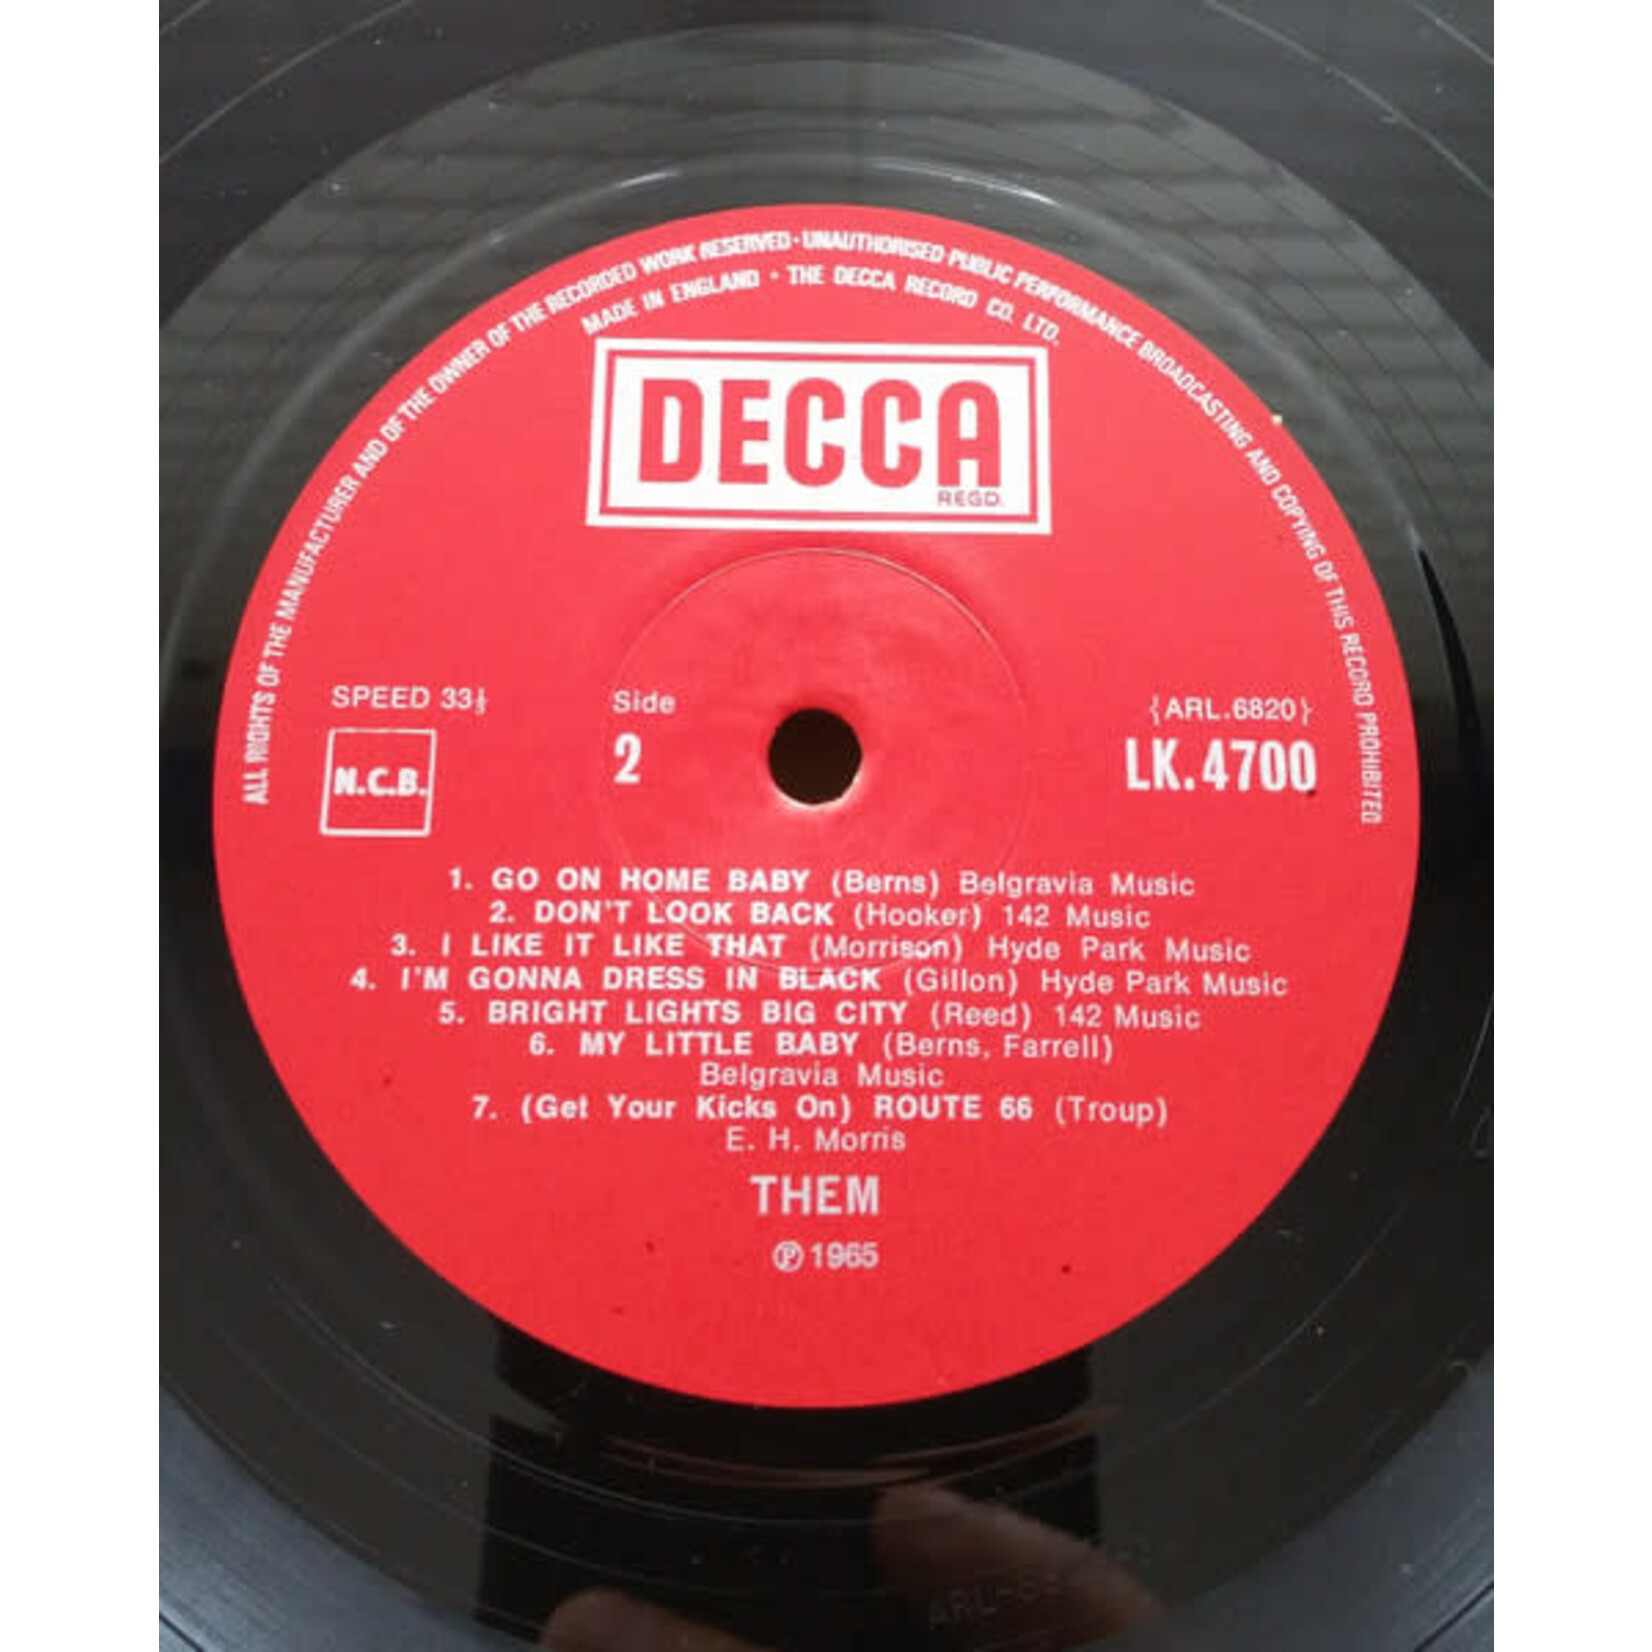 ALL RIGHTS OF THE MANUFACTURER AND OF THE OWNER OF THE RECORDED WORK RESERVED · UNAUTHORISED PUBLIC PERFORMANCE BROADCASTING AND COPYING OF THIS RECORD PROHIBITED
MADE IN ENGLAND · THE DECCA RECORD CO. LTD.
DECCA
REGD.
SPEED 33⅓
Side
2
(ARL.6820)
LK.4700
N.C.B.
1. GO ON HOME BABY (Berns) Belgravia Music
2. DON'T LOOK BACK (Hooker) 142 Music
3. I LIKE IT LIKE THAT (Morrison) Hyde Park Music
4. I'M GONNA DRESS IN BLACK (Gillon) Hyde Park Music
5. BRIGHT LIGHTS BIG CITY (Reed) 142 Music
6. MY LITTLE BABY (Berns, Farrell)
Belgravia Music
7. (Get Your Kicks On) ROUTE 66 (Troup)
E. H. Morris
THEM
℗ 1965